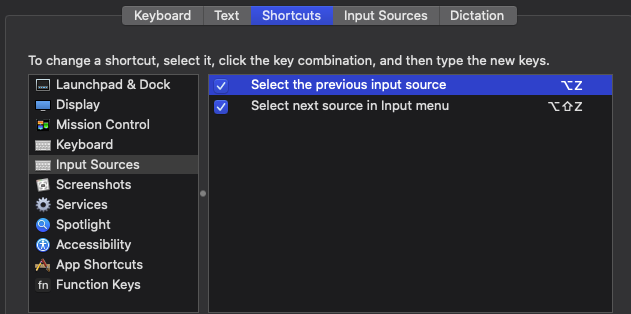 Keyboard Text Shortcuts Input Sources Dictation
To change a shortcut, select it, click the key combination, and then type the new keys.
Launchpad & Dock
Display
Mission Control
Keyboard
Input Sources
Screenshots
Services
Spotlight
Accessibility
App Shortcuts
fn Function Keys
Select the previous input source ⌥Z
Select next source in Input menu ⌥⇧Z